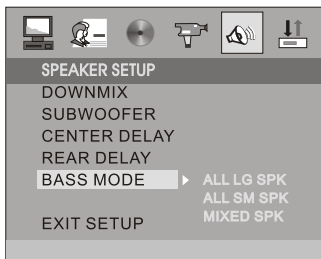 SPEAKER SETUP
DOWNMIX
SUBWOOFER
CENTER DELAY
REAR DELAY
BASS MODE ALL LG SPK
ALL SM SPK
MIXED SPK
EXIT SETUP